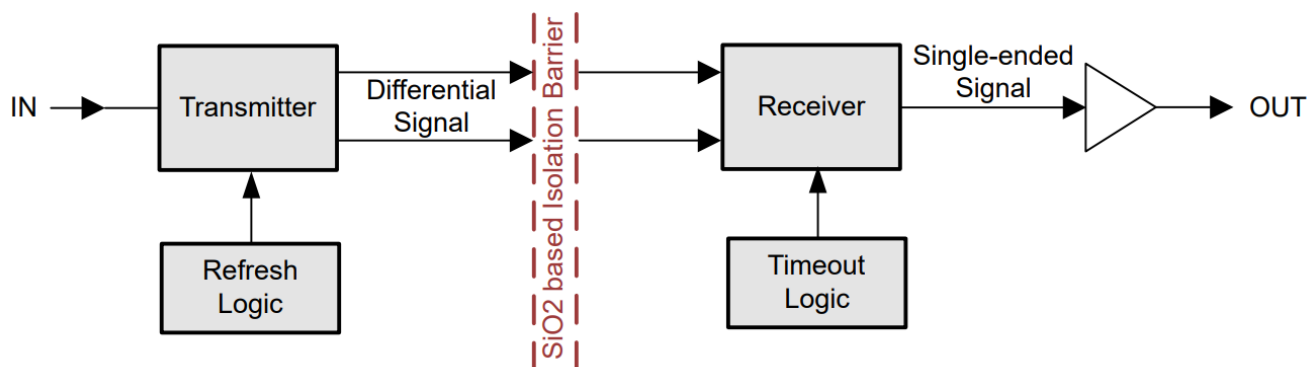 IN
Transmitter
Refresh
Logic
Differential
Signal
SiO2 based Isolation Barrier
Receiver
Timeout
Logic
Single-ended
Signal
OUT